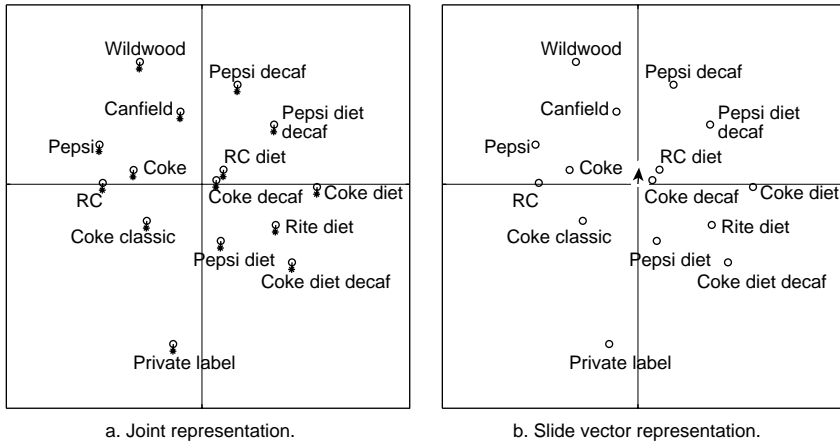 Wildwood
Pepsi decaf
Canfield
Pepsi diet
decaf
Pepsi
Coke
RC diet
RC
Coke decaf
Coke diet
Coke classic
Rite diet
Pepsi diet
Coke diet decaf
Private label
a. Joint representation.
Wildwood
Pepsi decaf
Canfield
Pepsi diet
decaf
Pepsi
Coke
RC diet
RC
Coke decaf
Coke diet
Coke classic
Rite diet
Pepsi diet
Coke diet decaf
Private label
b. Slide vector representation.